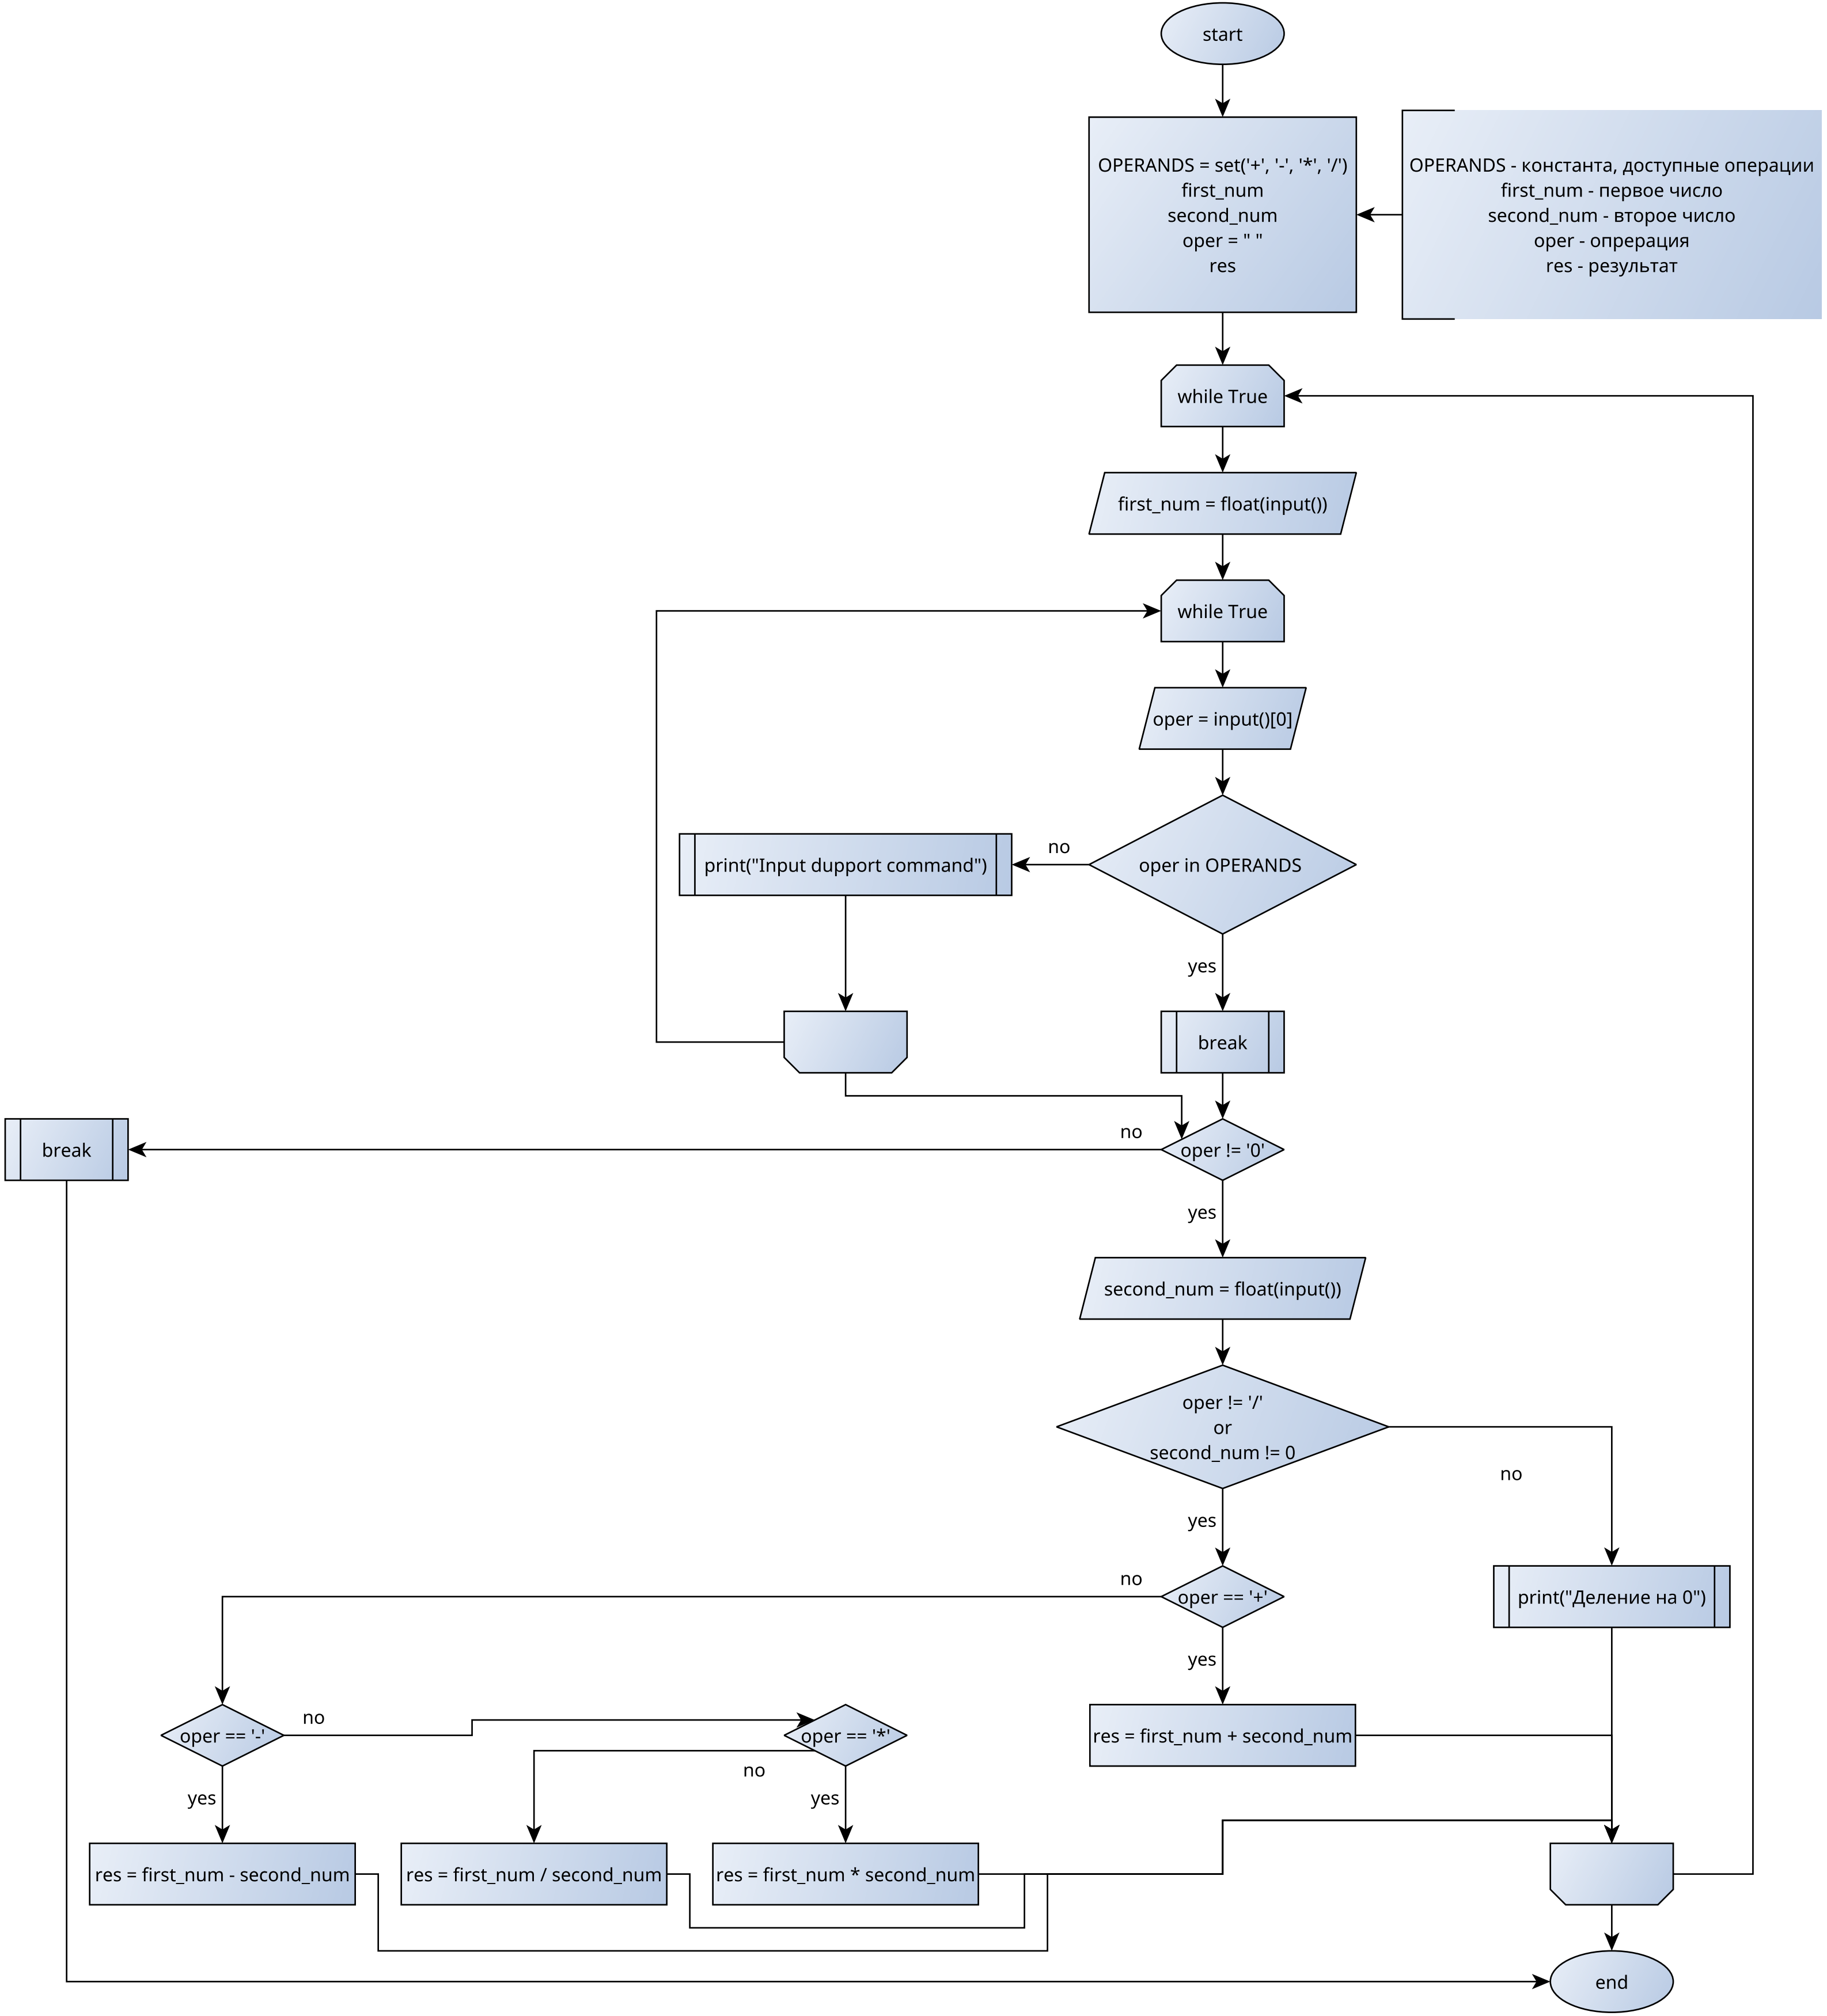 start
OPERANDS = set('+', '-', '*', '/')
first_num
second_num
oper = " "
res
OPERANDS - константа, доступные операции
first_num - первое число
second_num - второе число
oper - опрерация
res - результат
while True
first_num = float(input())
while True
oper = input()[0]
oper in OPERANDS
no
print("Input dupport command")
yes
break
oper != '0'
no
break
yes
second_num = float(input())
oper != '/'
or
second_num != 0
no
print("Деление на 0")
yes
oper == '+'
no
yes
res = first_num + second_num
oper == '-'
no
oper == '*'
no
yes
yes
res = first_num - second_num
res = first_num / second_num
res = first_num * second_num
end